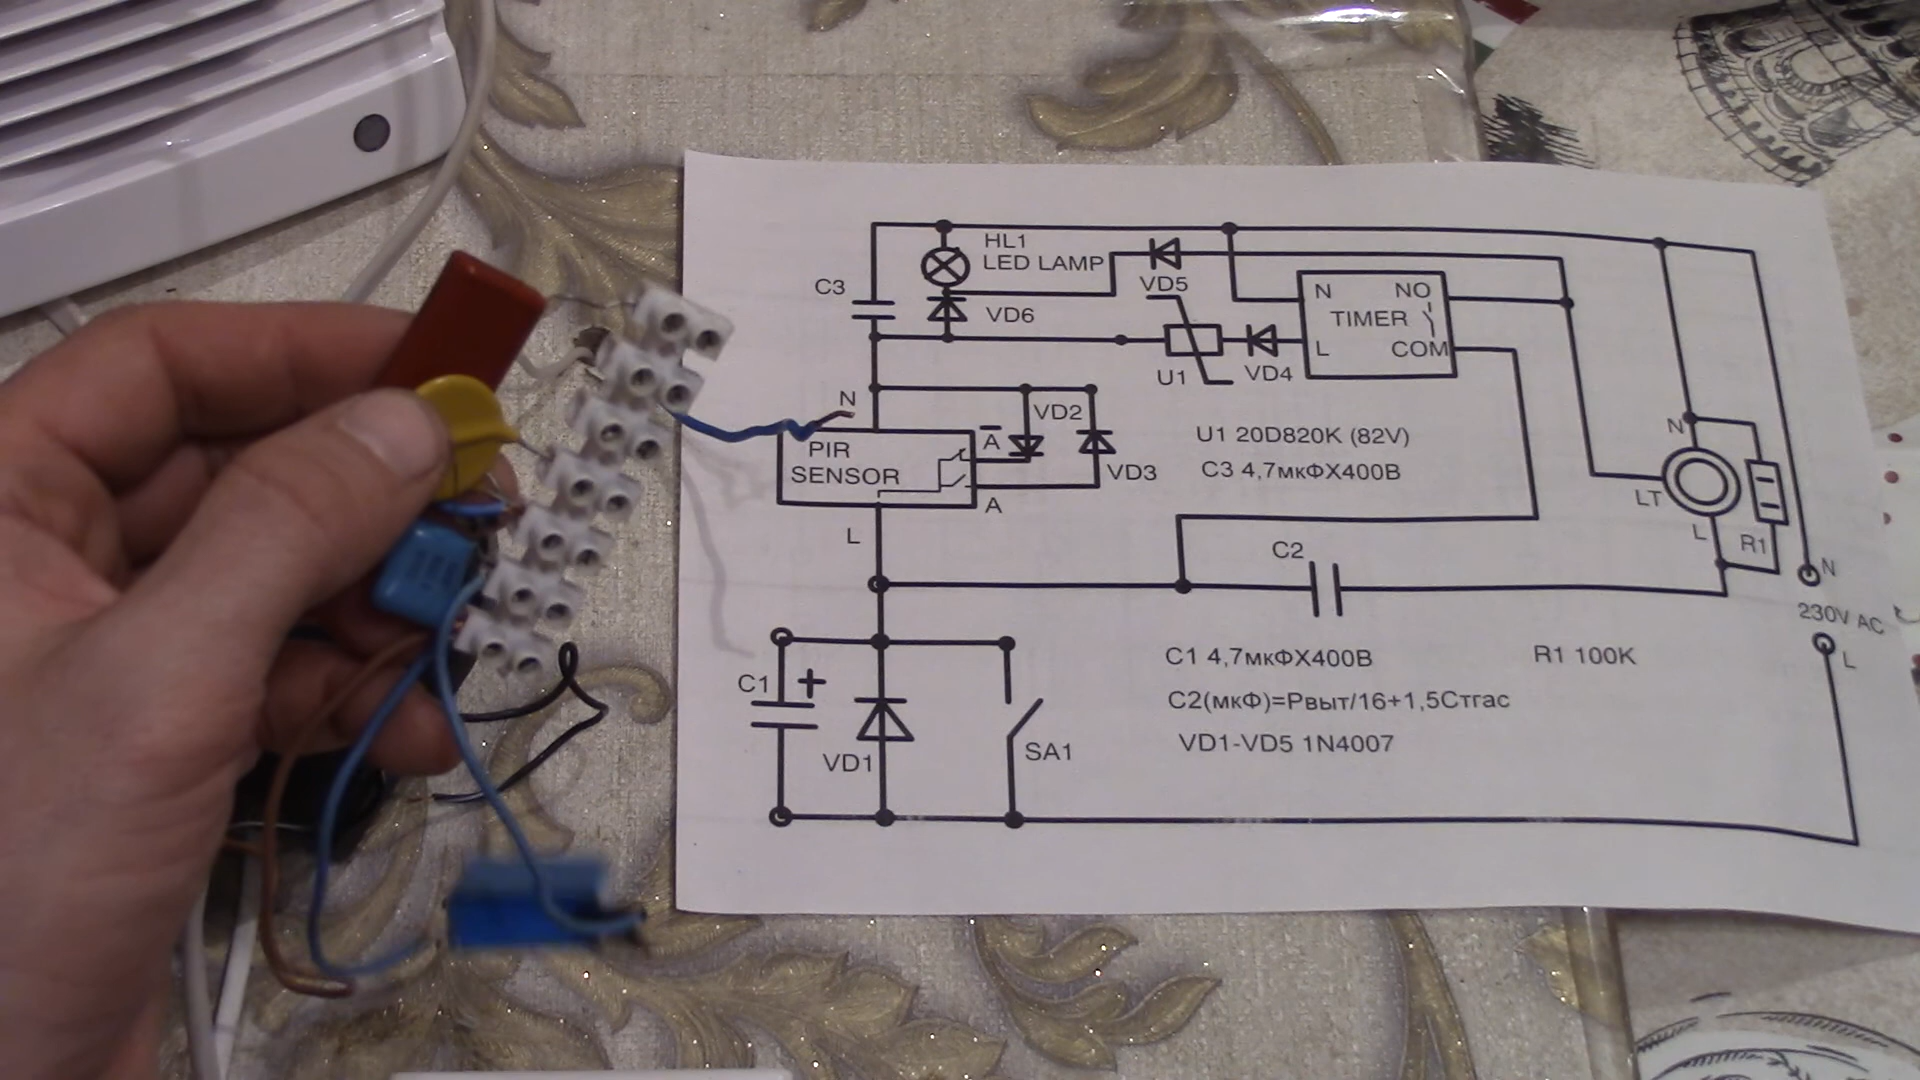 HL1
LED LAMP
C3
VD5
VD6
N
NO
TIMER
L
COM
U1
VD4
N
VD2
A
PIR
SENSOR
VD3
A
L
U1 20D820K (82V)
C3 4,7мкФX400В
N
LT
L
R1
C2
N
230V AC
L
C1
+
VD1
SA1
C1 4,7мкФX400В
R1 100K
C2(мкФ)=Рвыт/16+1,5Стгас
VD1-VD5 1N4007